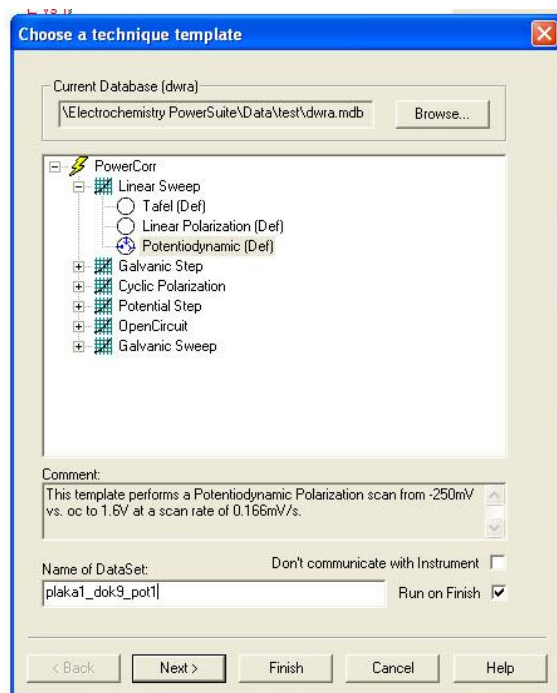 Choose a technique template
Current Database (dwra)
\Electrochemistry PowerSuite\Data\test\dwra.mdb
Browse...
PowerCorr
Linear Sweep
Tafel (Def)
Linear Polarization (Def)
Potentiodynamic (Def)
Galvanic Step
Cyclic Polarization
Potential Step
OpenCircuit
Galvanic Sweep
Comment:
This template performs a Potentiodynamic Polarization scan from -250mV
vs. oc to 1.6V at a scan rate of 0.166mV/s.
Don't communicate with Instrument
Name of DataSet:
plaka1_dok9_pot1
Run on Finish
< Back
Next >
Finish
Cancel
Help